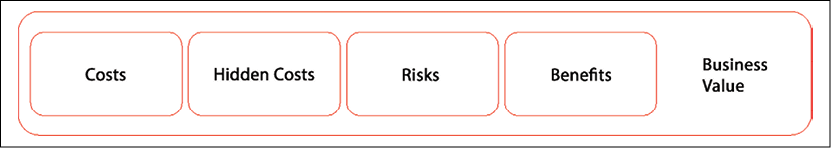 Costs
Hidden Costs
Risks
Benefits
Business
Value